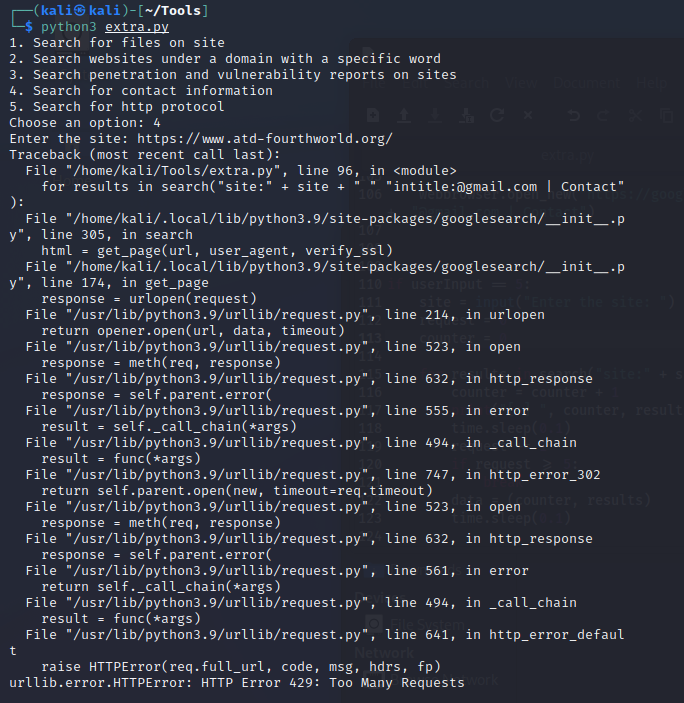 ┌──(kali㉿kali)-[~/Tools]
└─$ python3 extra.py
1. Search for files on site
2. Search websites under a domain with a specific word
3. Search penetration and vulnerability reports on sites
4. Search for contact information
5. Search for http protocol
Choose an option: 4
Enter the site: https://www.atd-fourthworld.org/
Traceback (most recent call last):
  File "/home/kali/Tools/extra.py", line 96, in <module>
    for results in search("site:" + site + " " "intitle:@gmail.com | Contact"
):
  File "/home/kali/.local/lib/python3.9/site-packages/googlesearch/__init__.p
y", line 305, in search
    html = get_page(url, user_agent, verify_ssl)
  File "/home/kali/.local/lib/python3.9/site-packages/googlesearch/__init__.p
y", line 174, in get_page
    response = urlopen(request)
  File "/usr/lib/python3.9/urllib/request.py", line 214, in urlopen
    return opener.open(url, data, timeout)
  File "/usr/lib/python3.9/urllib/request.py", line 523, in open
    response = meth(req, response)
  File "/usr/lib/python3.9/urllib/request.py", line 632, in http_response
    response = self.parent.error(
  File "/usr/lib/python3.9/urllib/request.py", line 555, in error
    result = self._call_chain(*args)
  File "/usr/lib/python3.9/urllib/request.py", line 494, in _call_chain
    result = func(*args)
  File "/usr/lib/python3.9/urllib/request.py", line 747, in http_error_302
    return self.parent.open(new, timeout=req.timeout)
  File "/usr/lib/python3.9/urllib/request.py", line 523, in open
    response = meth(req, response)
  File "/usr/lib/python3.9/urllib/request.py", line 632, in http_response
    response = self.parent.error(
  File "/usr/lib/python3.9/urllib/request.py", line 561, in error
    return self._call_chain(*args)
  File "/usr/lib/python3.9/urllib/request.py", line 494, in _call_chain
    result = func(*args)
  File "/usr/lib/python3.9/urllib/request.py", line 641, in http_error_defaul
t
    raise HTTPError(req.full_url, code, msg, hdrs, fp)
urllib.error.HTTPError: HTTP Error 429: Too Many Requests